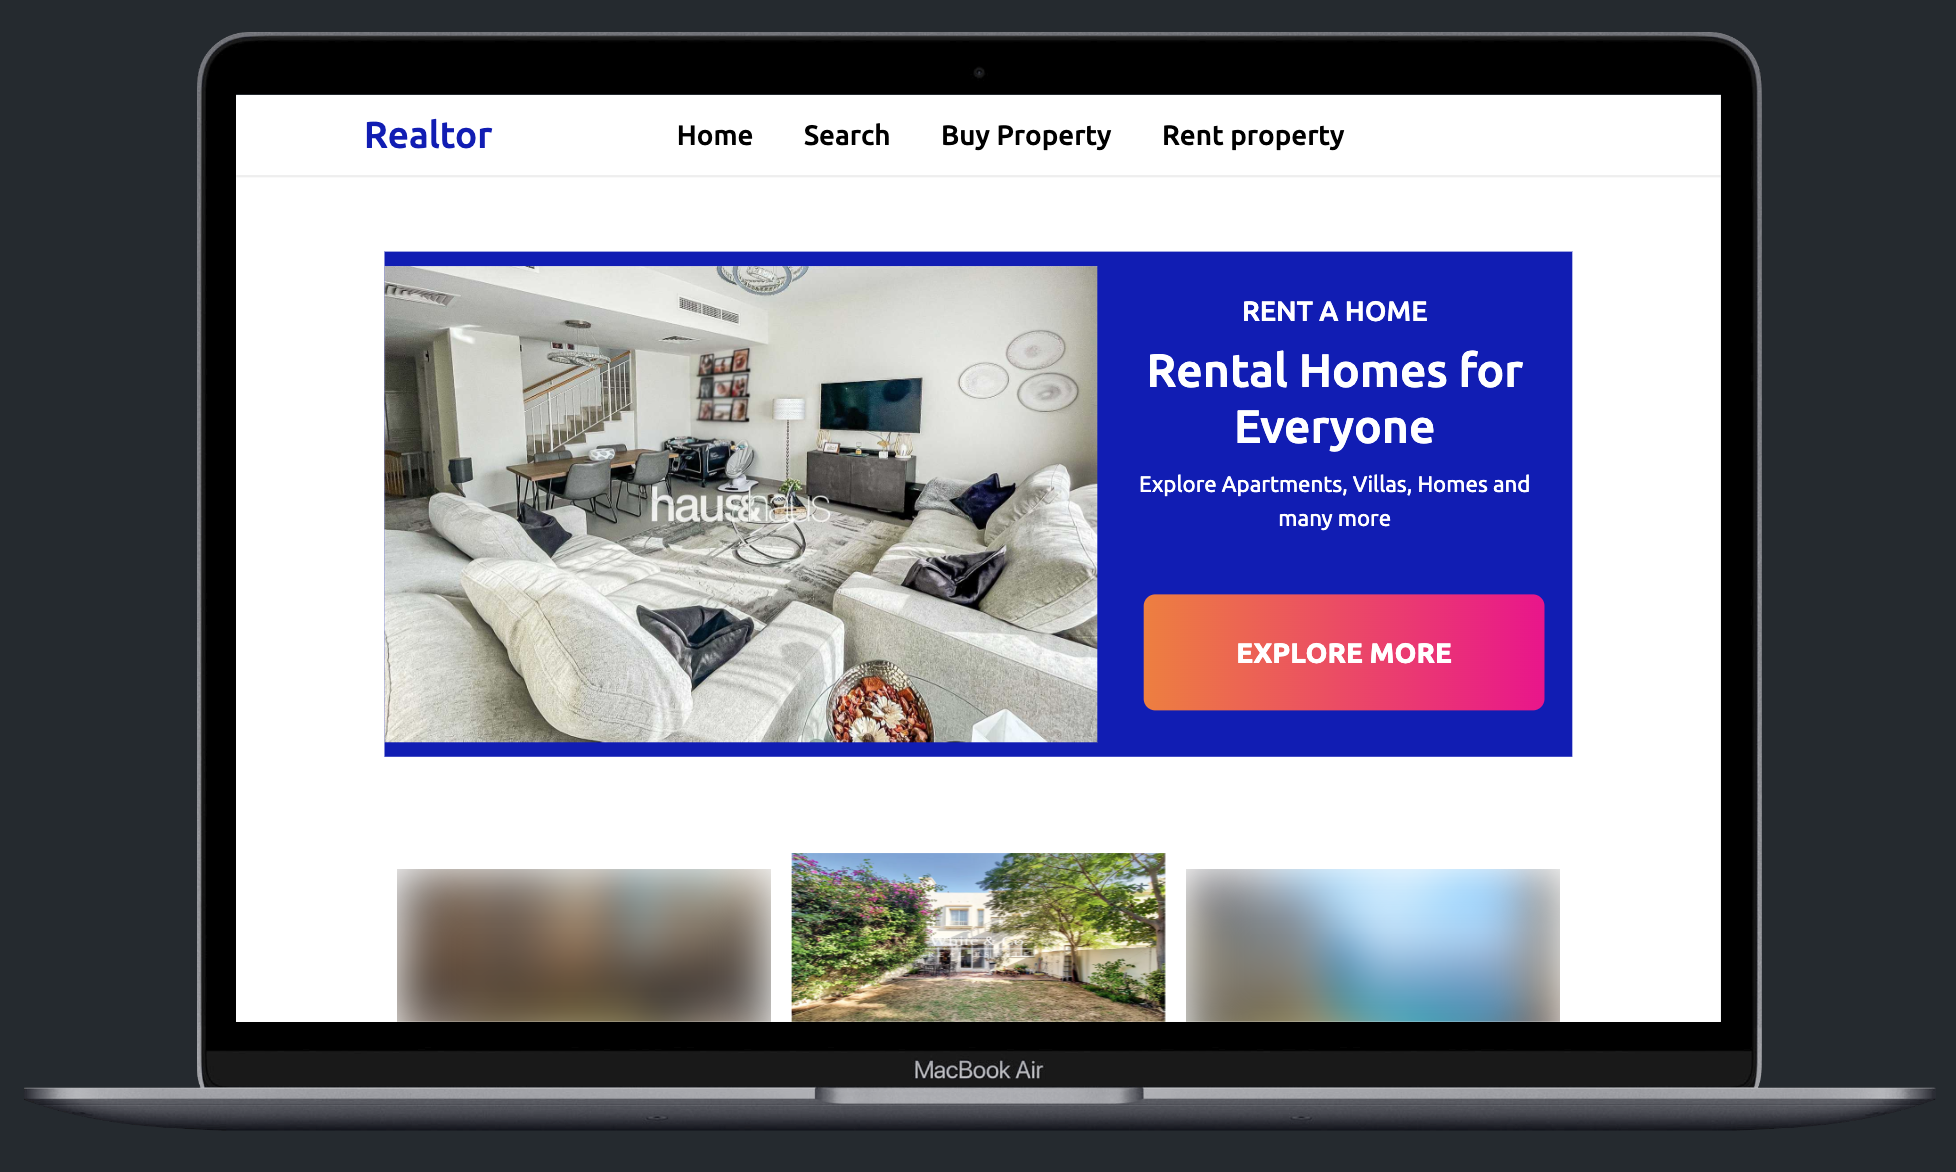 Realtor
Home
Search
Buy Property
Rent property
haus&haus
RENT A HOME
Rental Homes for
Everyone
Explore Apartments, Villas, Homes and
many more
EXPLORE MORE
MacBook Air